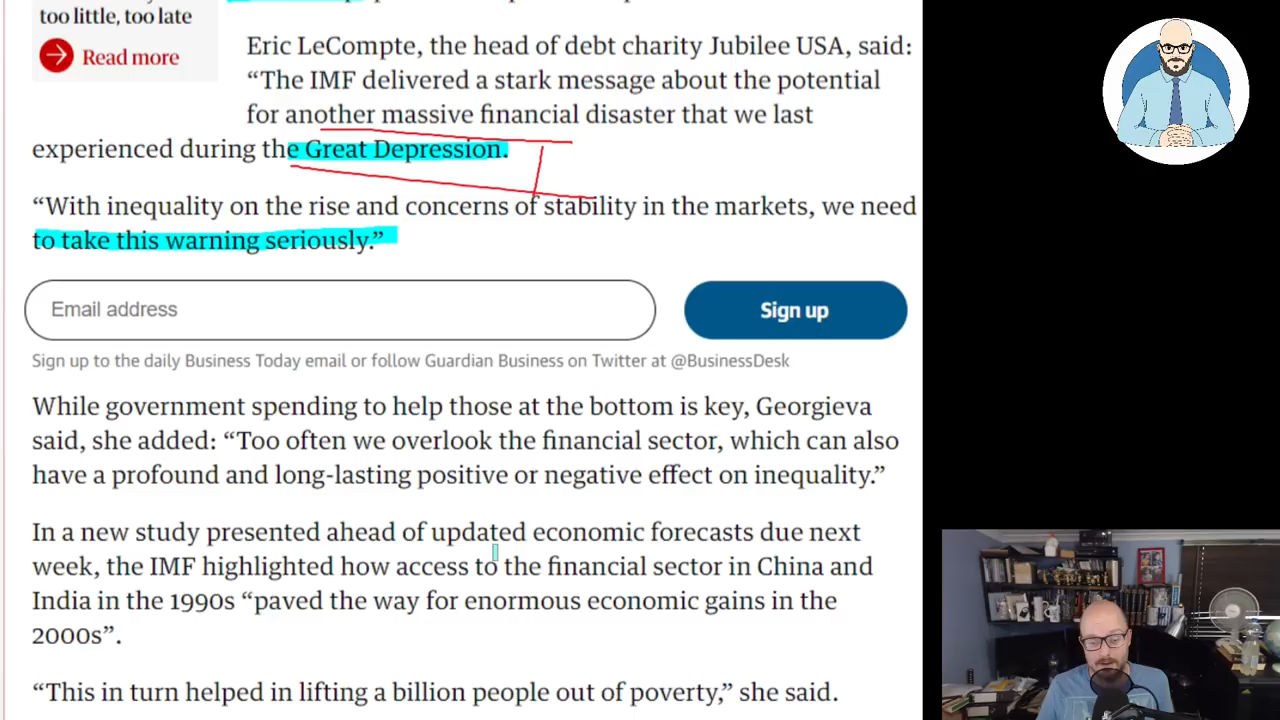 too little, too late
Read more
Eric LeCompte, the head of debt charity Jubilee USA, said:
“The IMF delivered a stark message about the potential
for another massive financial disaster that we last
experienced during the Great Depression.
“With inequality on the rise and concerns of stability in the markets, we need
to take this warning seriously.”
Email address
Sign up
Sign up to the daily Business Today email or follow Guardian Business on Twitter at @BusinessDesk
While government spending to help those at the bottom is key, Georgieva
said, she added: “Too often we overlook the financial sector, which can also
have a profound and long-lasting positive or negative effect on inequality.”
In a new study presented ahead of updated economic forecasts due next
week, the IMF highlighted how access to the financial sector in China and
India in the 1990s “paved the way for enormous economic gains in the
2000s”.
“This in turn helped in lifting a billion people out of poverty,” she said.